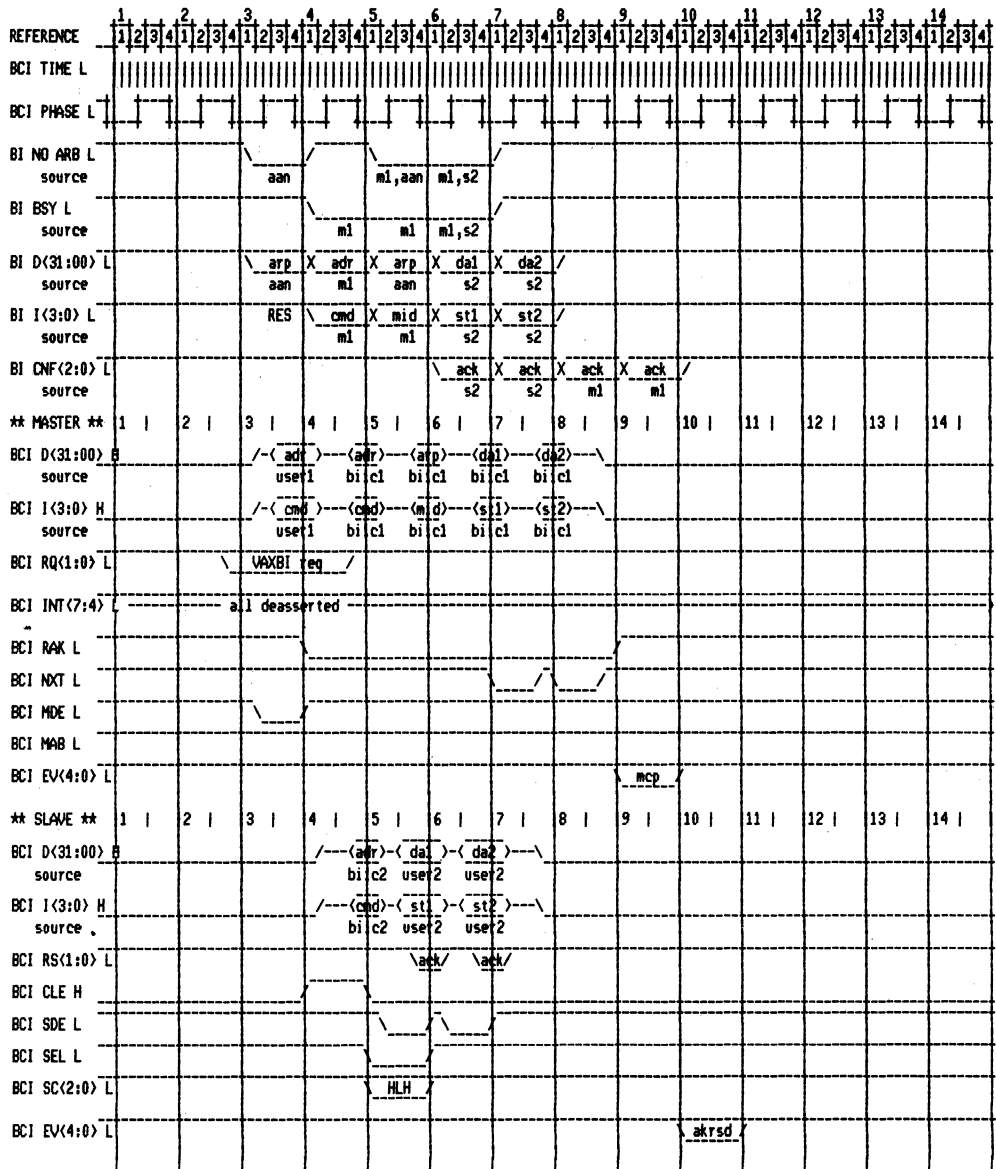 1 2 3 4 5 6 7 8 9 10 11 12 13 14
REFERENCE 1 2 3 4 1 2 3 4 1 2 3 4 1 2 3 4 1 2 3 4 1 2 3 4 1 2 3 4 1 2 3 4 1 2 3 4 1 2 3 4 1 2 3 4 1 2 3 4 1 2 3 4 1 2 3 4
BCI TIME L
BCI PHASE L
BI NO ARB L
source aan m1,aan m1,s2
BI BSY L
source m1 m1 m1,s2
BI D<31:00> L arp X adr X arp X da1 X da2
source aan m1 aan s2 s2
BI I<3:0> L RES cmd X mid X st1 X st2
source m1 m1 s2 s2
BI CNF<2:0> L ack X ack X ack X ack
source s2 s2 m1 m1
** MASTER ** 1 2 3 4 5 6 7 8 9 10 11 12 13 14
BCI D<31:00> H < adr >---<adr>---<arp>---<da1>---<da2>---
source user1 biic1 biic1 biic1 biic1
BCI I<3:0> H < cmd >---<cmd>---<mid>---<st1>---<st2>---
source user1 biic1 biic1 biic1 biic1
BCI RQ<1:0> L VAXBI req
BCI INT<7:4> L all deasserted
BCI RAK L
BCI NXT L
BCI MDE L
BCI MAB L
BCI EV<4:0> L mcp
** SLAVE ** 1 2 3 4 5 6 7 8 9 10 11 12 13 14
BCI D<31:00> H <adr>-< da1 >-< da2 >---
source biic2 user2 user2
BCI I<3:0> H <cmd>-< st1 >-< st2 >---
source biic2 user2 user2
BCI RS<1:0> L \ack/ \ack/
BCI CLE H
BCI SDE L
BCI SEL L
BCI SC<2:0> L HLH
BCI EV<4:0> L akrsd